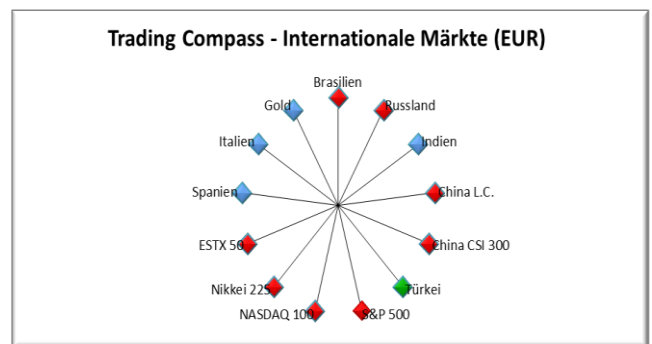 Trading Compass - Internationale Märkte (EUR)
Brasilien
Gold
Russland
Italien
Indien
Spanien
China L.C.
ESTX 50
China CSI 300
Nikkei 225
Türkei
NASDAQ 100
S&P 500